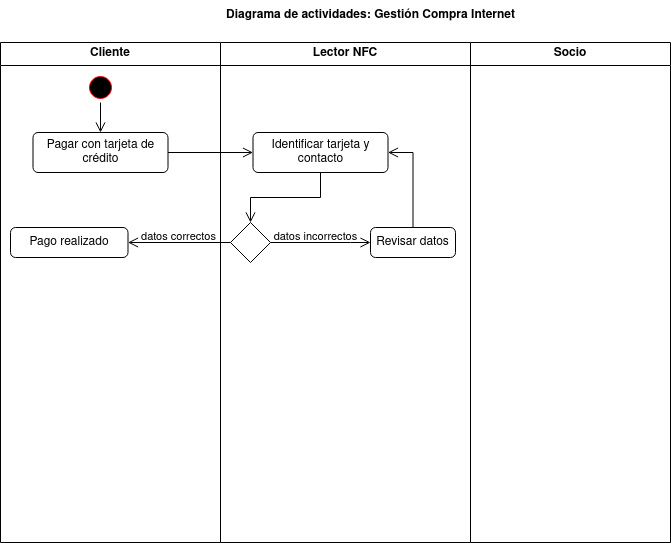 Diagrama de actividades: Gestión Compra Internet
Cliente
Lector NFC
Socio
Pagar con tarjeta de
crédito
Identificar tarjeta y
contacto
Pago realizado
datos correctos
datos incorrectos
Revisar datos